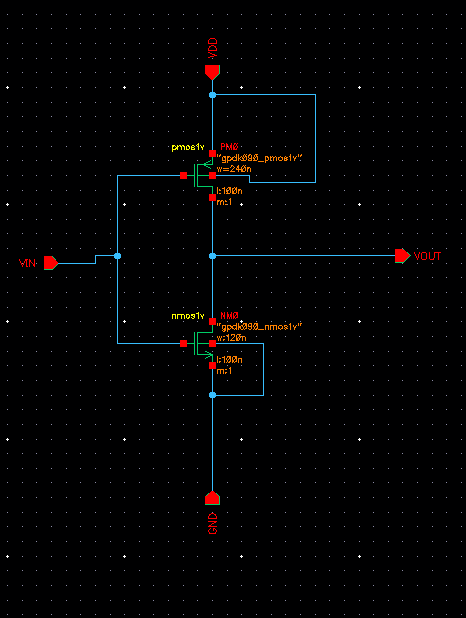 VDD
pmos1v PM0
"gpdk090_pmos1v"
w=240n
l:100n
m:1
VIN
VOUT
nmos1v NM0
"gpdk090_nmos1v"
w:120n
l:100n
m:1
GND